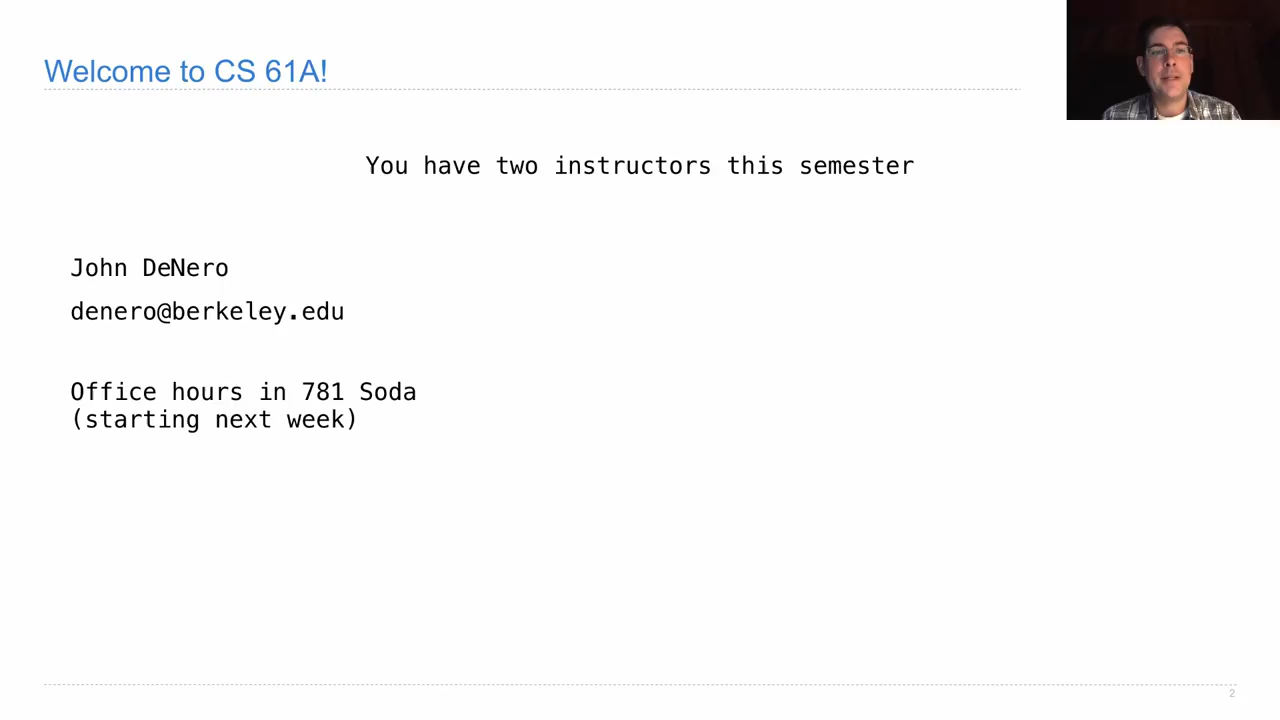 Welcome to CS 61A!
You have two instructors this semester
John DeNero
denero@berkeley.edu
Office hours in 781 Soda
(starting next week)
2